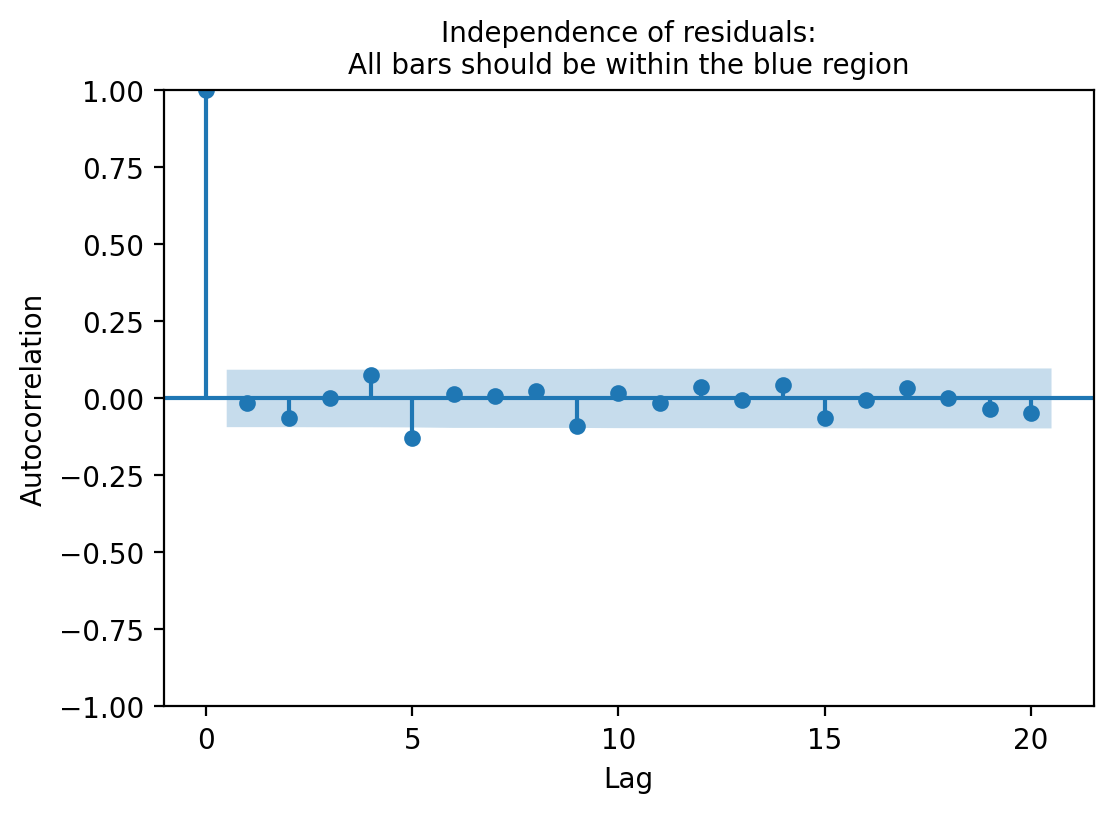 Independence of residuals:
All bars should be within the blue region
1.00
0.75
0.50
0.25
0.00
−0.25
−0.50
−0.75
−1.00
Autocorrelation
0 5 10 15 20
Lag